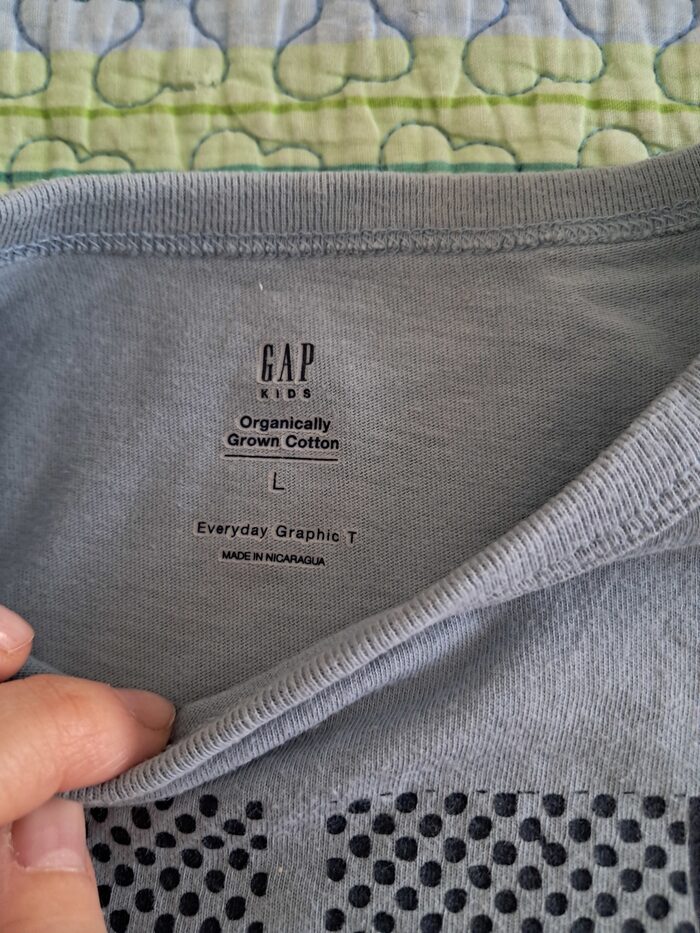 GAP
KIDS
Organically
Grown Cotton
L
Everyday Graphic T
MADE IN NICARAGUA